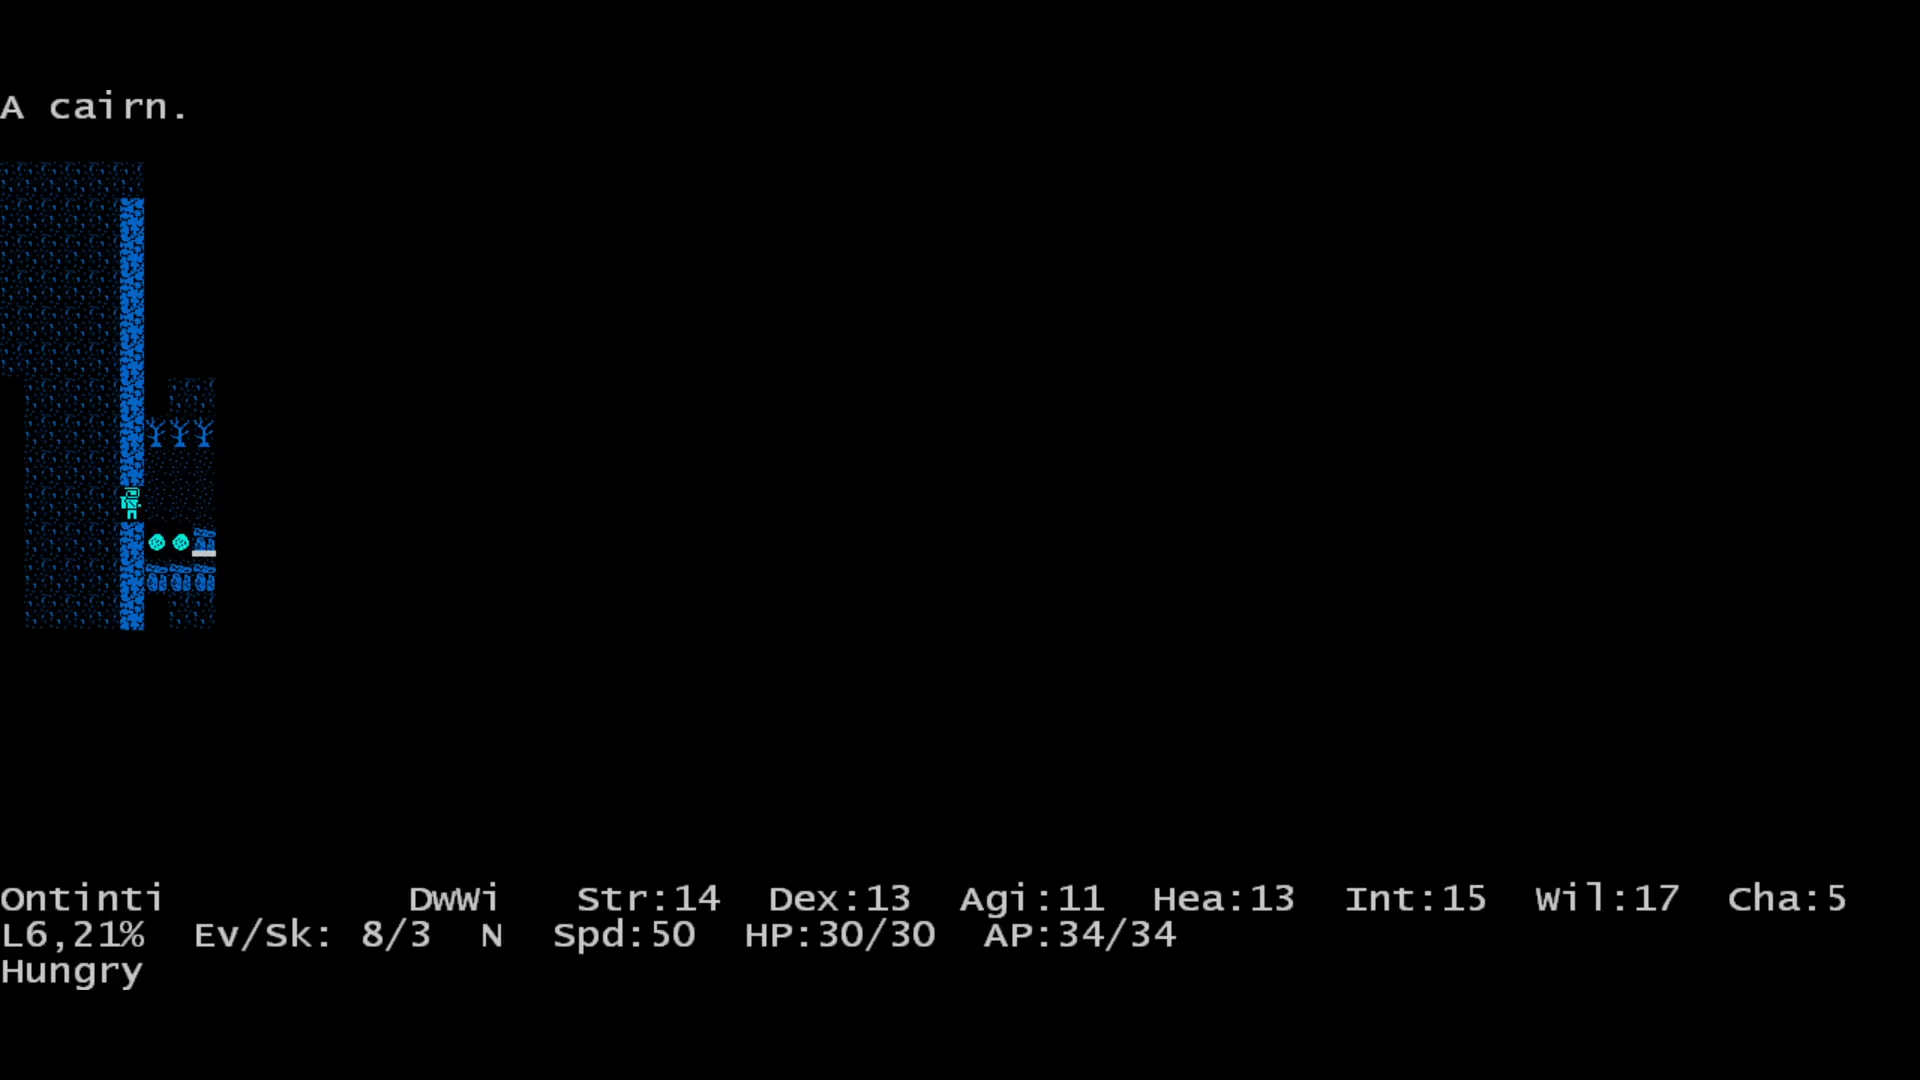 A cairn.
Ontinti DwWi Str:14 Dex:13 Agi:11 Hea:13 Int:15 Wil:17 Cha:5
L6,21% Ev/Sk: 8/3 N Spd:50 HP:30/30 AP:34/34
Hungry